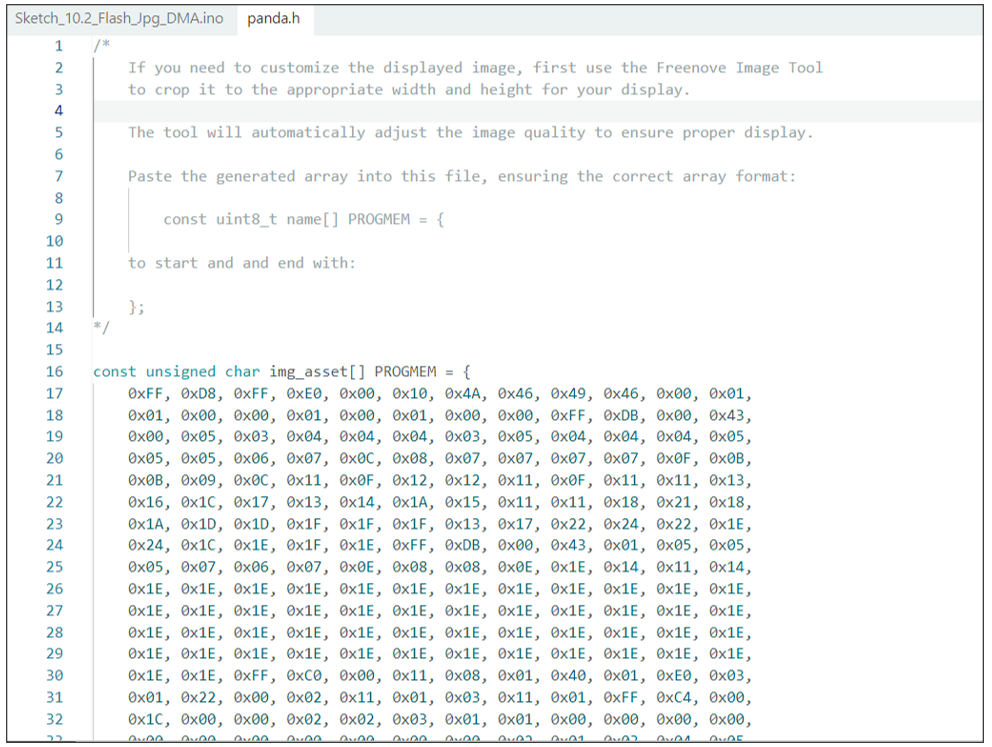 Sketch_10.2_Flash_Jpg_DMA.ino panda.h
1 /*
2 If you need to customize the displayed image, first use the Freenove Image Tool
3 to crop it to the appropriate width and height for your display.
4
5 The tool will automatically adjust the image quality to ensure proper display.
6
7 Paste the generated array into this file, ensuring the correct array format:
8
9 const uint8_t name[] PROGMEM = {
10
11 to start and and end with:
12
13 };
14 */
15
16 const unsigned char img_asset[] PROGMEM = {
17 0xFF, 0xD8, 0xFF, 0xE0, 0x00, 0x10, 0x4A, 0x46, 0x49, 0x46, 0x00, 0x01,
18 0x01, 0x00, 0x00, 0x01, 0x00, 0x01, 0x00, 0x00, 0xFF, 0xDB, 0x00, 0x43,
19 0x00, 0x05, 0x03, 0x04, 0x04, 0x04, 0x03, 0x05, 0x04, 0x04, 0x04, 0x05,
20 0x05, 0x05, 0x06, 0x07, 0x0C, 0x08, 0x07, 0x07, 0x07, 0x07, 0x0F, 0x0B,
21 0x0B, 0x09, 0x0C, 0x11, 0x0F, 0x12, 0x12, 0x11, 0x0F, 0x11, 0x11, 0x13,
22 0x16, 0x1C, 0x17, 0x13, 0x14, 0x1A, 0x15, 0x11, 0x11, 0x18, 0x21, 0x18,
23 0x1A, 0x1D, 0x1D, 0x1F, 0x1F, 0x1F, 0x13, 0x17, 0x22, 0x24, 0x22, 0x1E,
24 0x24, 0x1C, 0x1E, 0x1F, 0x1E, 0xFF, 0xDB, 0x00, 0x43, 0x01, 0x05, 0x05,
25 0x05, 0x07, 0x06, 0x07, 0x0E, 0x08, 0x08, 0x0E, 0x1E, 0x14, 0x11, 0x14,
26 0x1E, 0x1E, 0x1E, 0x1E, 0x1E, 0x1E, 0x1E, 0x1E, 0x1E, 0x1E, 0x1E, 0x1E,
27 0x1E, 0x1E, 0x1E, 0x1E, 0x1E, 0x1E, 0x1E, 0x1E, 0x1E, 0x1E, 0x1E, 0x1E,
28 0x1E, 0x1E, 0x1E, 0x1E, 0x1E, 0x1E, 0x1E, 0x1E, 0x1E, 0x1E, 0x1E, 0x1E,
29 0x1E, 0x1E, 0x1E, 0x1E, 0x1E, 0x1E, 0x1E, 0x1E, 0x1E, 0x1E, 0x1E, 0x1E,
30 0x1E, 0x1E, 0xFF, 0xC0, 0x00, 0x11, 0x08, 0x01, 0x40, 0x01, 0xE0, 0x03,
31 0x01, 0x22, 0x00, 0x02, 0x11, 0x01, 0x03, 0x11, 0x01, 0xFF, 0xC4, 0x00,
32 0x1C, 0x00, 0x00, 0x02, 0x02, 0x03, 0x01, 0x01, 0x00, 0x00, 0x00, 0x00,